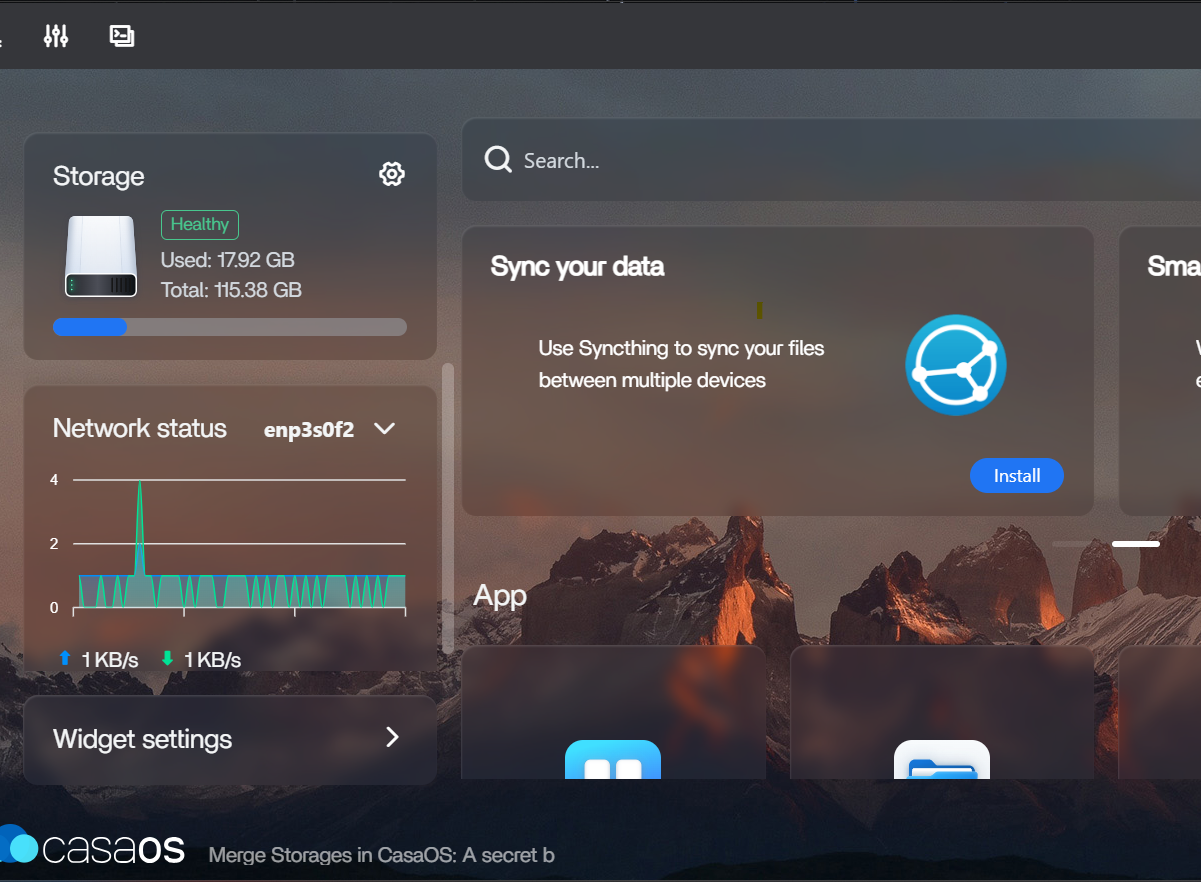 Search...
Storage
Healthy
Used: 17.92 GB
Total: 115.38 GB
Sync your data
Use Syncthing to sync your files
between multiple devices
Install
Network status enp3s0f2
4
2
0
1 KB/s 1 KB/s
App
Widget settings
casaos
Merge Storages in CasaOS: A secret b